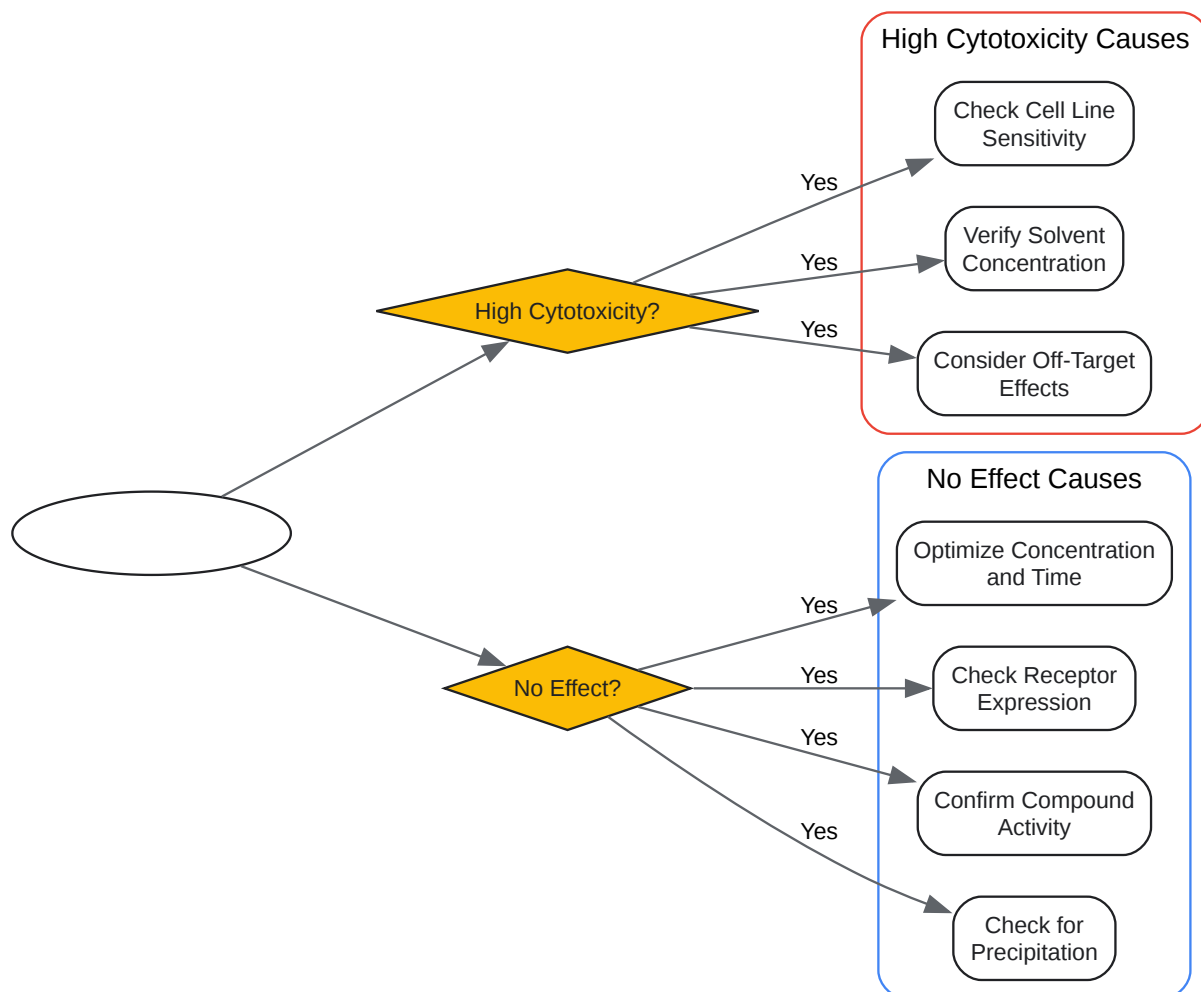 High Cytotoxicity Causes
Check Cell Line
Sensitivity
Yes
Verify Solvent
Concentration
Yes
High Cytotoxicity?
Yes
Consider Off-Target
Effects
No Effect Causes
Optimize Concentration
and Time
Yes
Check Receptor
Expression
Yes
No Effect?
Yes
Confirm Compound
Activity
Yes
Check for
Precipitation